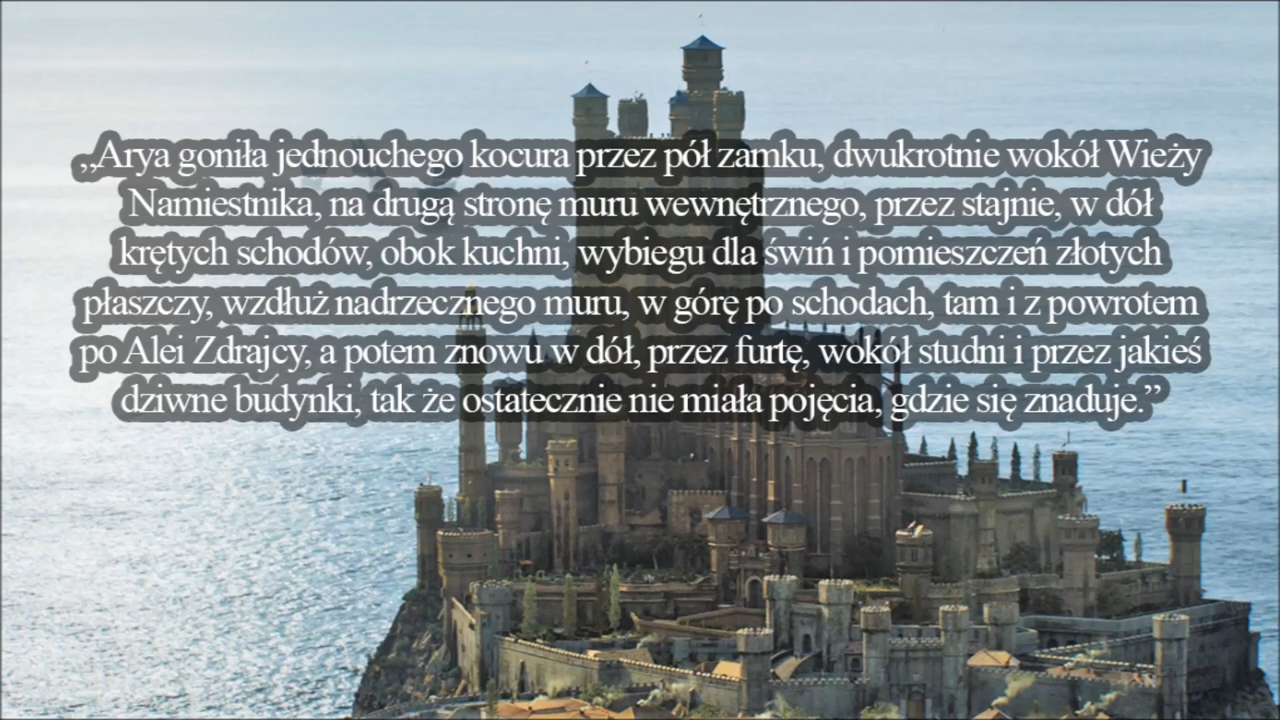 „Arya goniła jednouchego kocura przez pół zamku, dwukrotnie wokół Wieży
Namiestnika, na drugą stronę muru wewnętrznego, przez stajnie, w dół
krętych schodów, obok kuchni, wybiegu dla świń i pomieszczeń złotych
płaszczy, wzdłuż nadrzecznego muru, w górę po schodach, tam i z powrotem
po Alei Zdrajcy, a potem znowu w dół, przez furtę, wokół studni i przez jakieś
dziwne budynki, tak że ostatecznie nie miała pojęcia, gdzie się znaduje.”